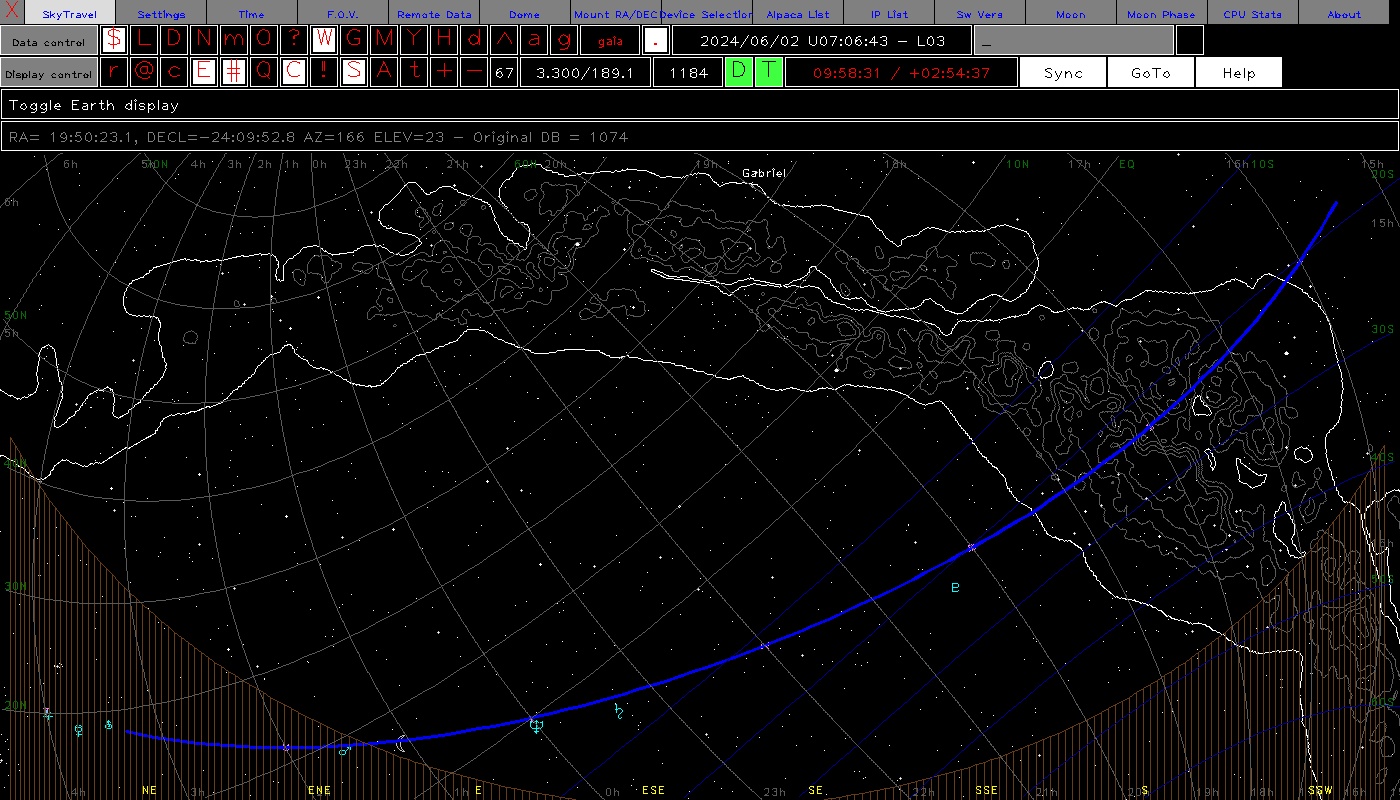 X SkyTravel Settings Time F.O.V. Remote Data Dome Mount RA/DEC Device Selection Alpaca List IP List Sw Vers Moon Moon Phase CPU Stats About
Data control $ L D N m O ? W G M Y H d ^ a g gaia . 2024/06/02 U07:06:43 – L03 _
Display control r @ c E # Q C ! S A t + – 67 3.300/189.1 1184 D T 09:58:31 / +02:54:37 Sync GoTo Help
Toggle Earth display
RA= 19:50:23.1, DECL=–24:09:52.8 AZ=166 ELEV=23 – Original DB = 1074
6h 4h 3h 2h 1h 0h 23h 22h 21h 20h 19h 18h 10N 17h EQ 16h 10S 15h
Gabriel
20S
6h
15h
50N
30S
5h
40S
30N
20N
60S
4h 3h 1h 0h 23h 22h 21h 20h 19h 18h 16h
NE ENE E ESE SE SSE S SSW